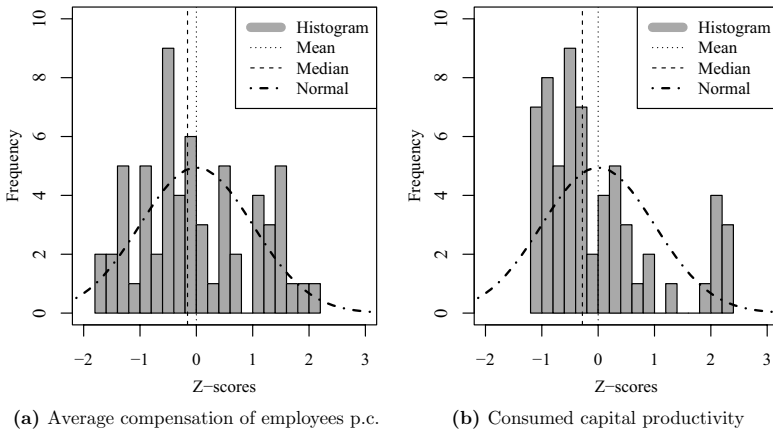 Histogram
Mean
Median
Normal
Frequency
0 2 4 6 8 10
−2 −1 0 1 2 3
Z−scores
(a) Average compensation of employees p.c.
Histogram
Mean
Median
Normal
Frequency
0 2 4 6 8 10
−2 −1 0 1 2 3
Z−scores
(b) Consumed capital productivity